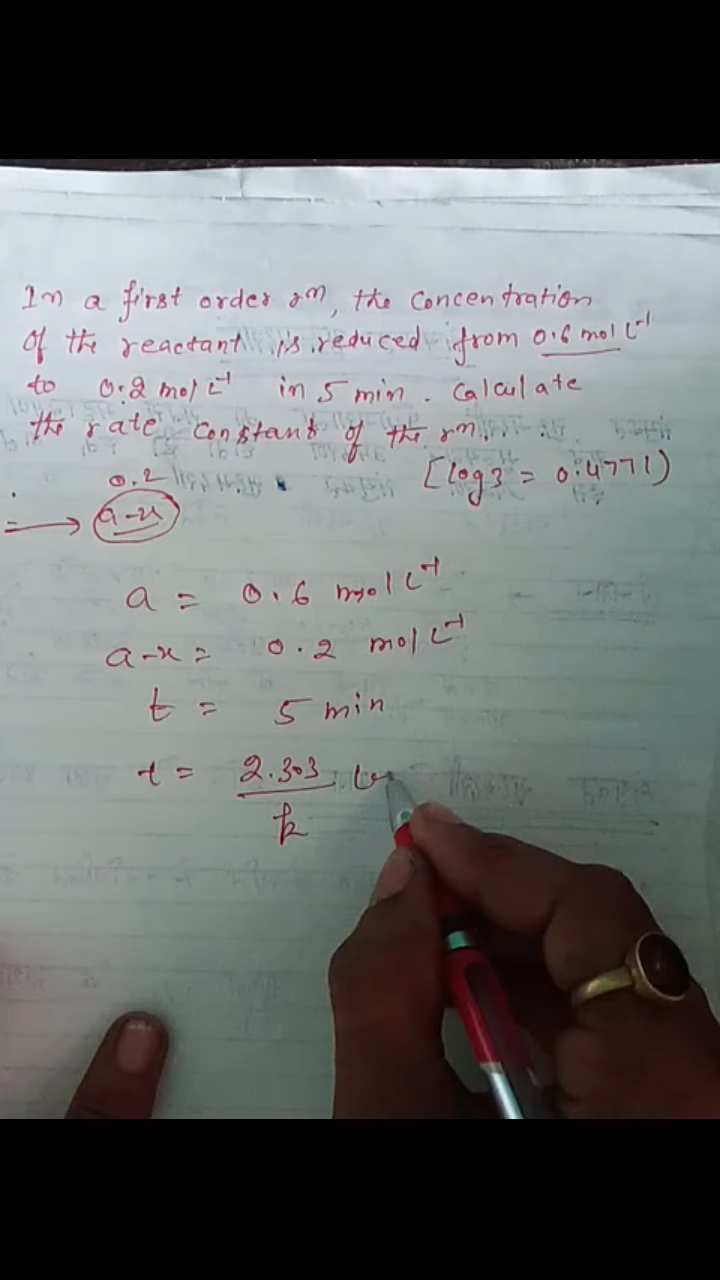 In a first order rxn, the concentration
of the reactant is reduced from 0.6 mol L⁻¹
to 0.2 mol L⁻¹ in 5 min. Calculate
the rate constant of the rxn.
[log3 = 0.4771)
0.2
a-x
a = 0.6 mol L⁻¹
a-x = 0.2 mol L⁻¹
t = 5 min
t = 2.303
k